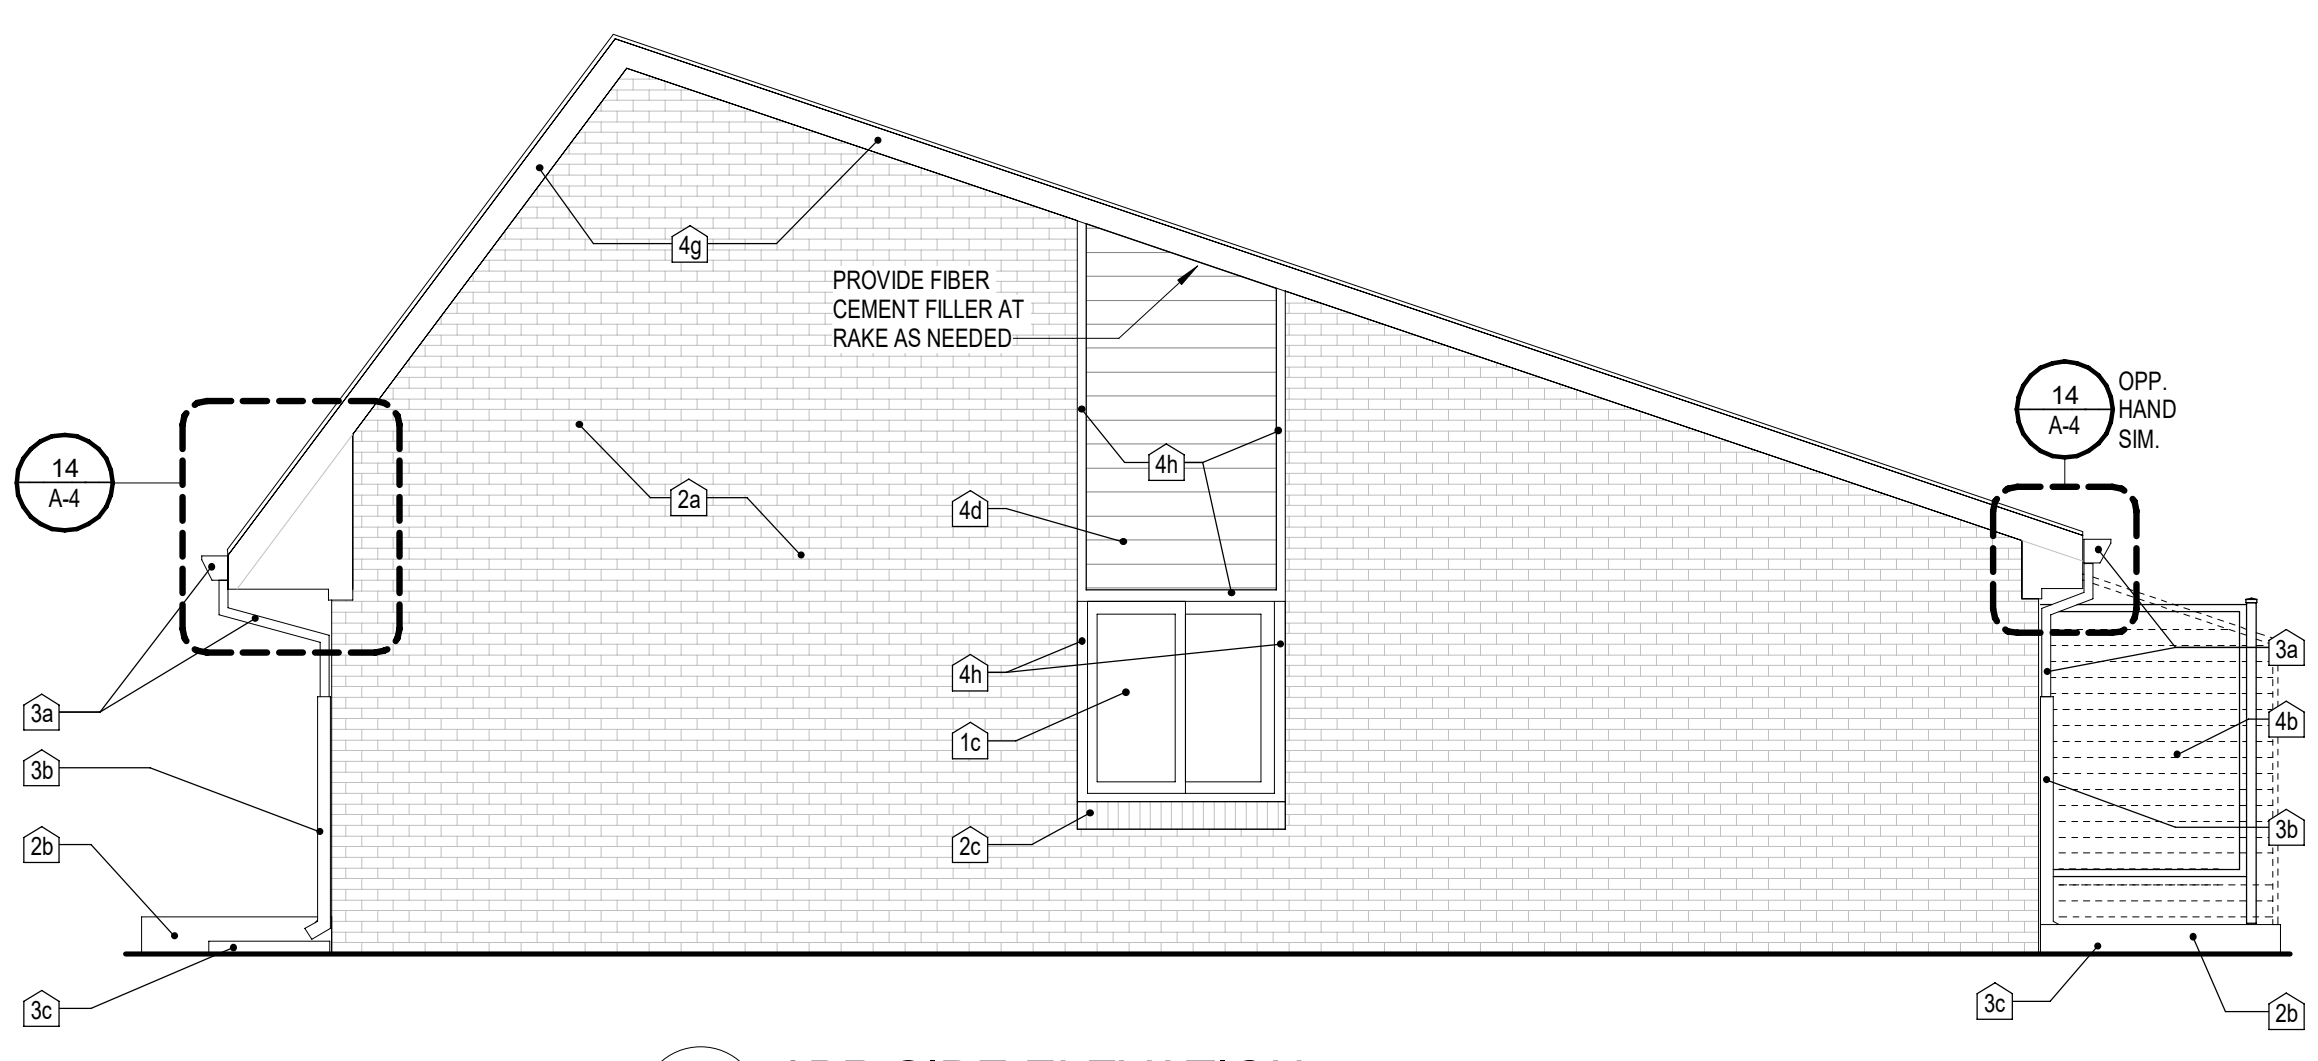 4g
PROVIDE FIBER
CEMENT FILLER AT
RAKE AS NEEDED
14
A-4
OPP.
HAND
SIM.
14
A-4
4h
2a
4d
3a
4h
3a
4b
1c
3b
3b
2b
2c
3c
3c
2b